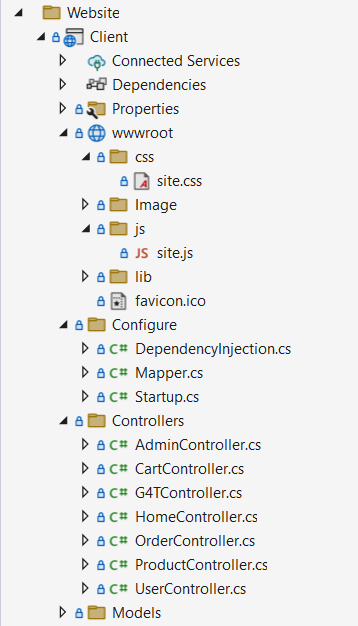 Website
Client
Connected Services
Dependencies
Properties
wwwroot
css
site.css
Image
js
JS site.js
lib
favicon.ico
Configure
C# DependencyInjection.cs
C# Mapper.cs
C# Startup.cs
Controllers
C# AdminController.cs
C# CartController.cs
C# G4TController.cs
C# HomeController.cs
C# OrderController.cs
C# ProductController.cs
C# UserController.cs
Models